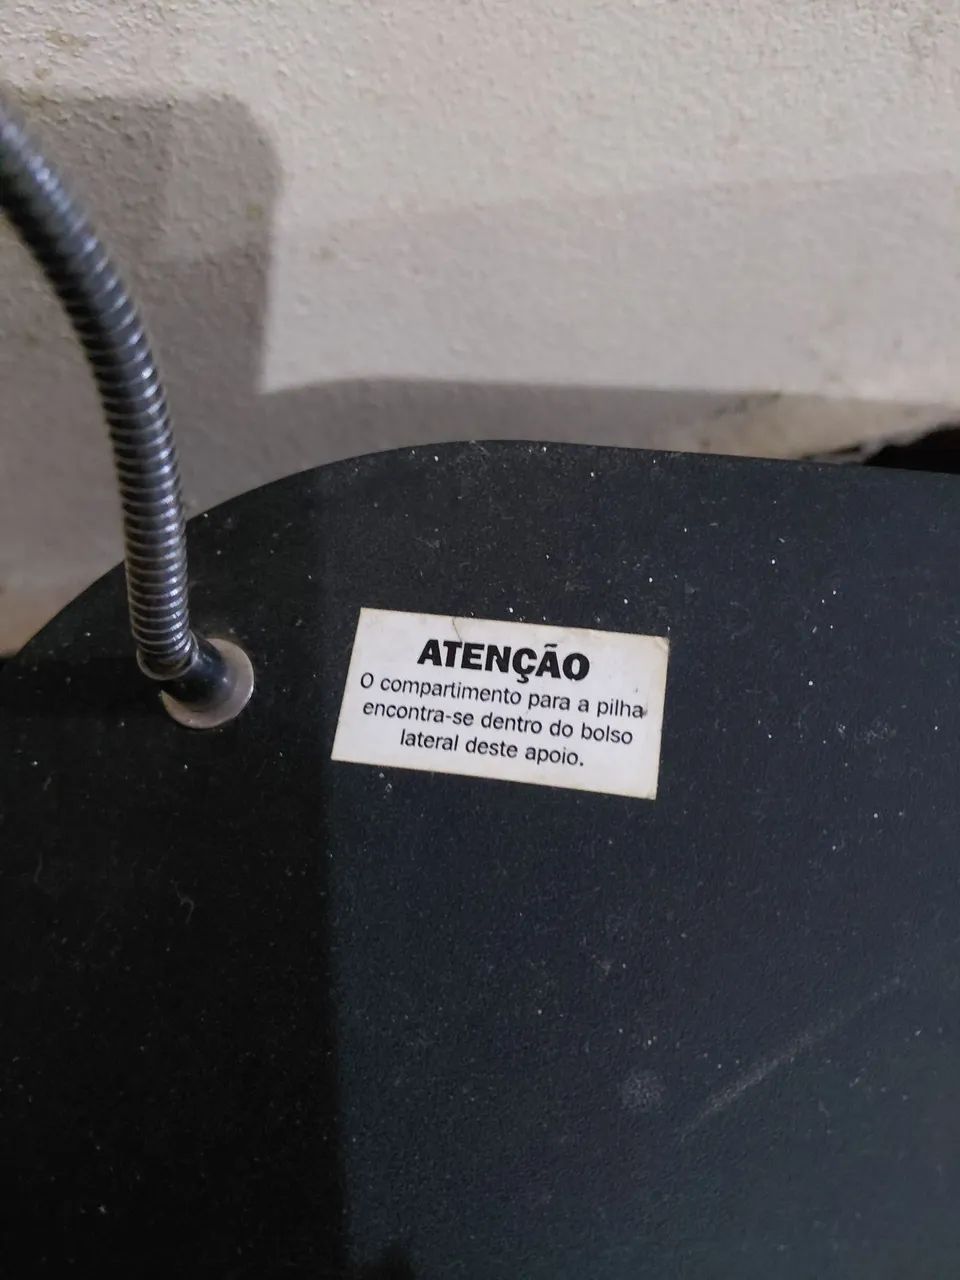 ATENÇÃO
O compartimento para a pilha
encontra-se dentro do bolso
lateral deste apoio.